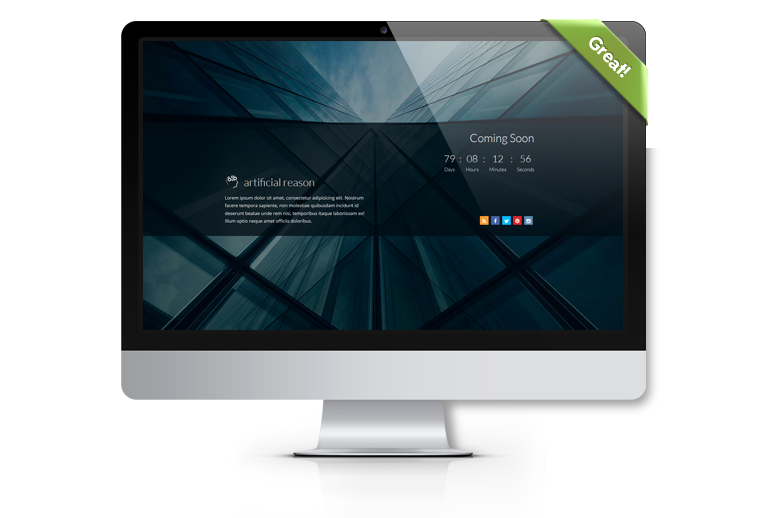 Great!
Coming Soon
79 : 08 : 12 : 56
Days Hours Minutes Seconds
artificial reason
Lorem ipsum dolor sit amet, consectetur adipisicing elit. Nostrum
facere tempora sapiente, non molestiae quibusdam incidunt id
deserunt beatae unde rem nisi, temporibus itaque laboriosam ex!
Illum optio neque amet officiis doloribus.